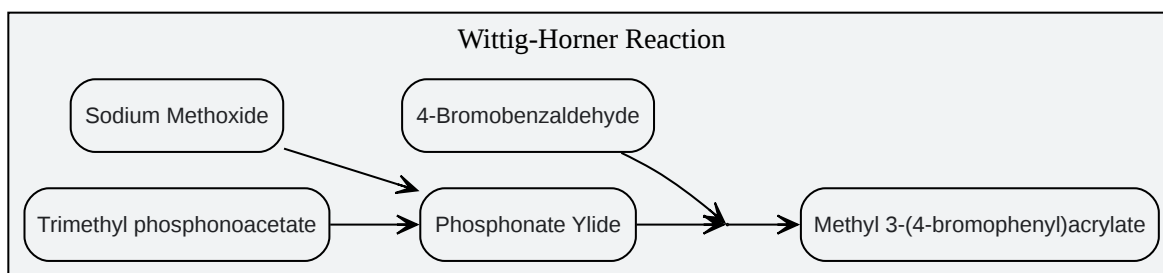 Wittig-Horner Reaction
Sodium Methoxide
4-Bromobenzaldehyde
Trimethyl phosphonoacetate
Phosphonate Ylide
Methyl 3-(4-bromophenyl)acrylate